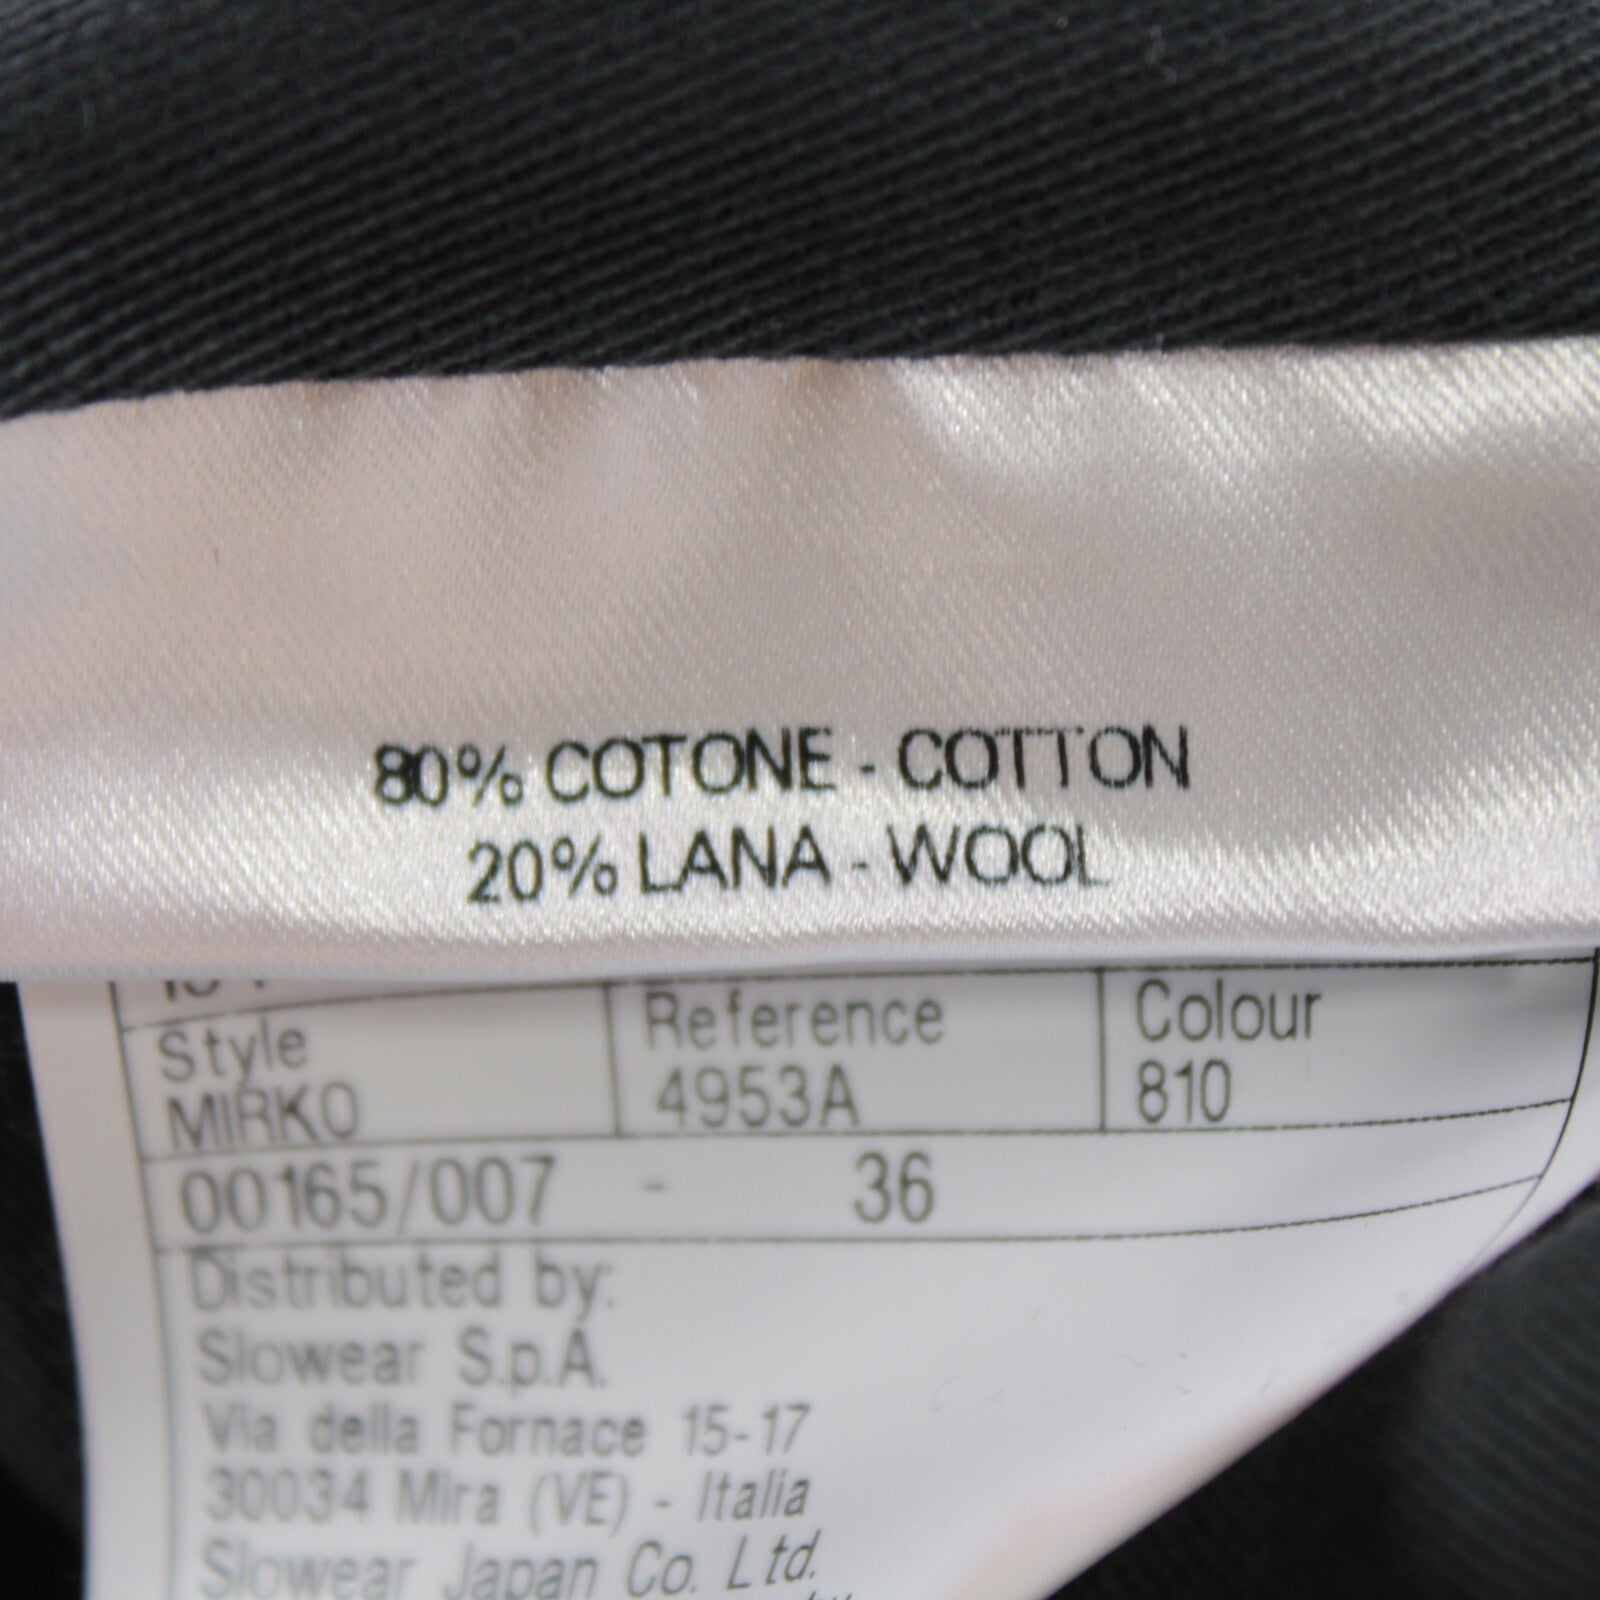 80% COTONE - COTTON
20% LANA - WOOL
Style Reference Colour
MIRKO 4953A 810
00165/007 - 36
Distributed by:
Slowear S.p.A.
Via della Fornace 15-17
30034 Mira (VE) - Italia
Slowear Japan Co. Ltd.